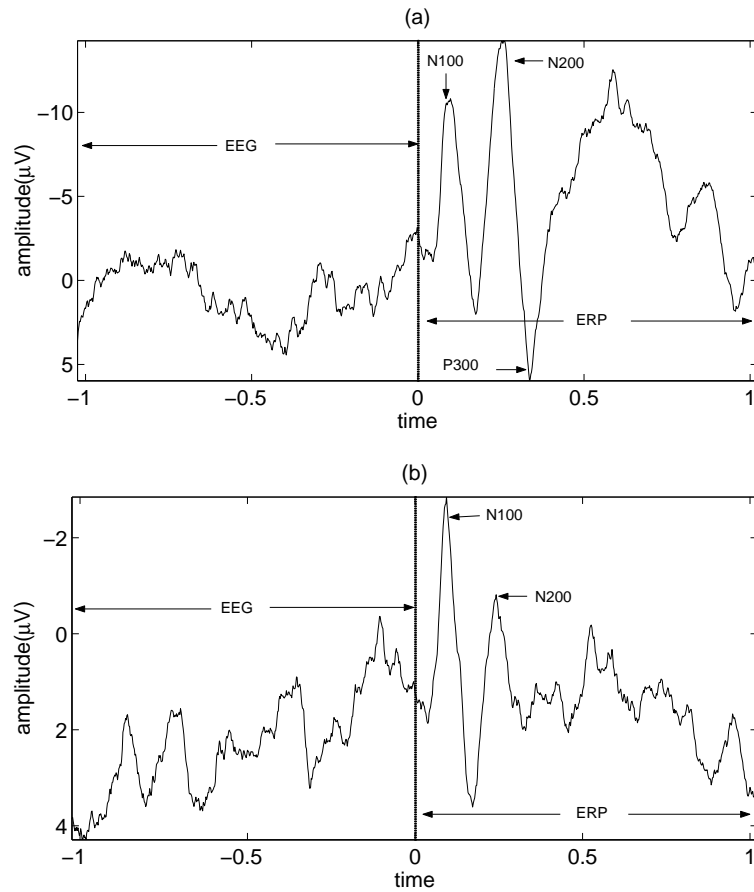 (a)
amplitude(μV)
-10
-5
0
5
N100
N200
EEG
ERP
P300
-1
-0.5
0
0.5
1
time
(b)
amplitude(μV)
-2
0
2
4
N100
N200
EEG
ERP
-1
-0.5
0
0.5
1
time